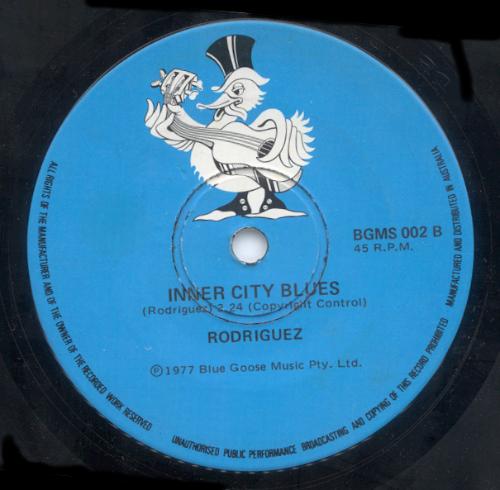 BGMS 002 B
45 R.P.M.
INNER CITY BLUES
(Rodriguez) 3.24 (Copyright Control)
RODRIGUEZ
Ⓟ 1977 Blue Goose Music Pty. Ltd.
ALL RIGHTS OF THE MANUFACTURER AND OF THE OWNER OF THE RECORDED WORK RESERVED
UNAUTHORISED PUBLIC PERFORMANCE BROADCASTING AND COPYING OF THIS RECORD PROHIBITED
MANUFACTURED AND DISTRIBUTED IN AUSTRALIA